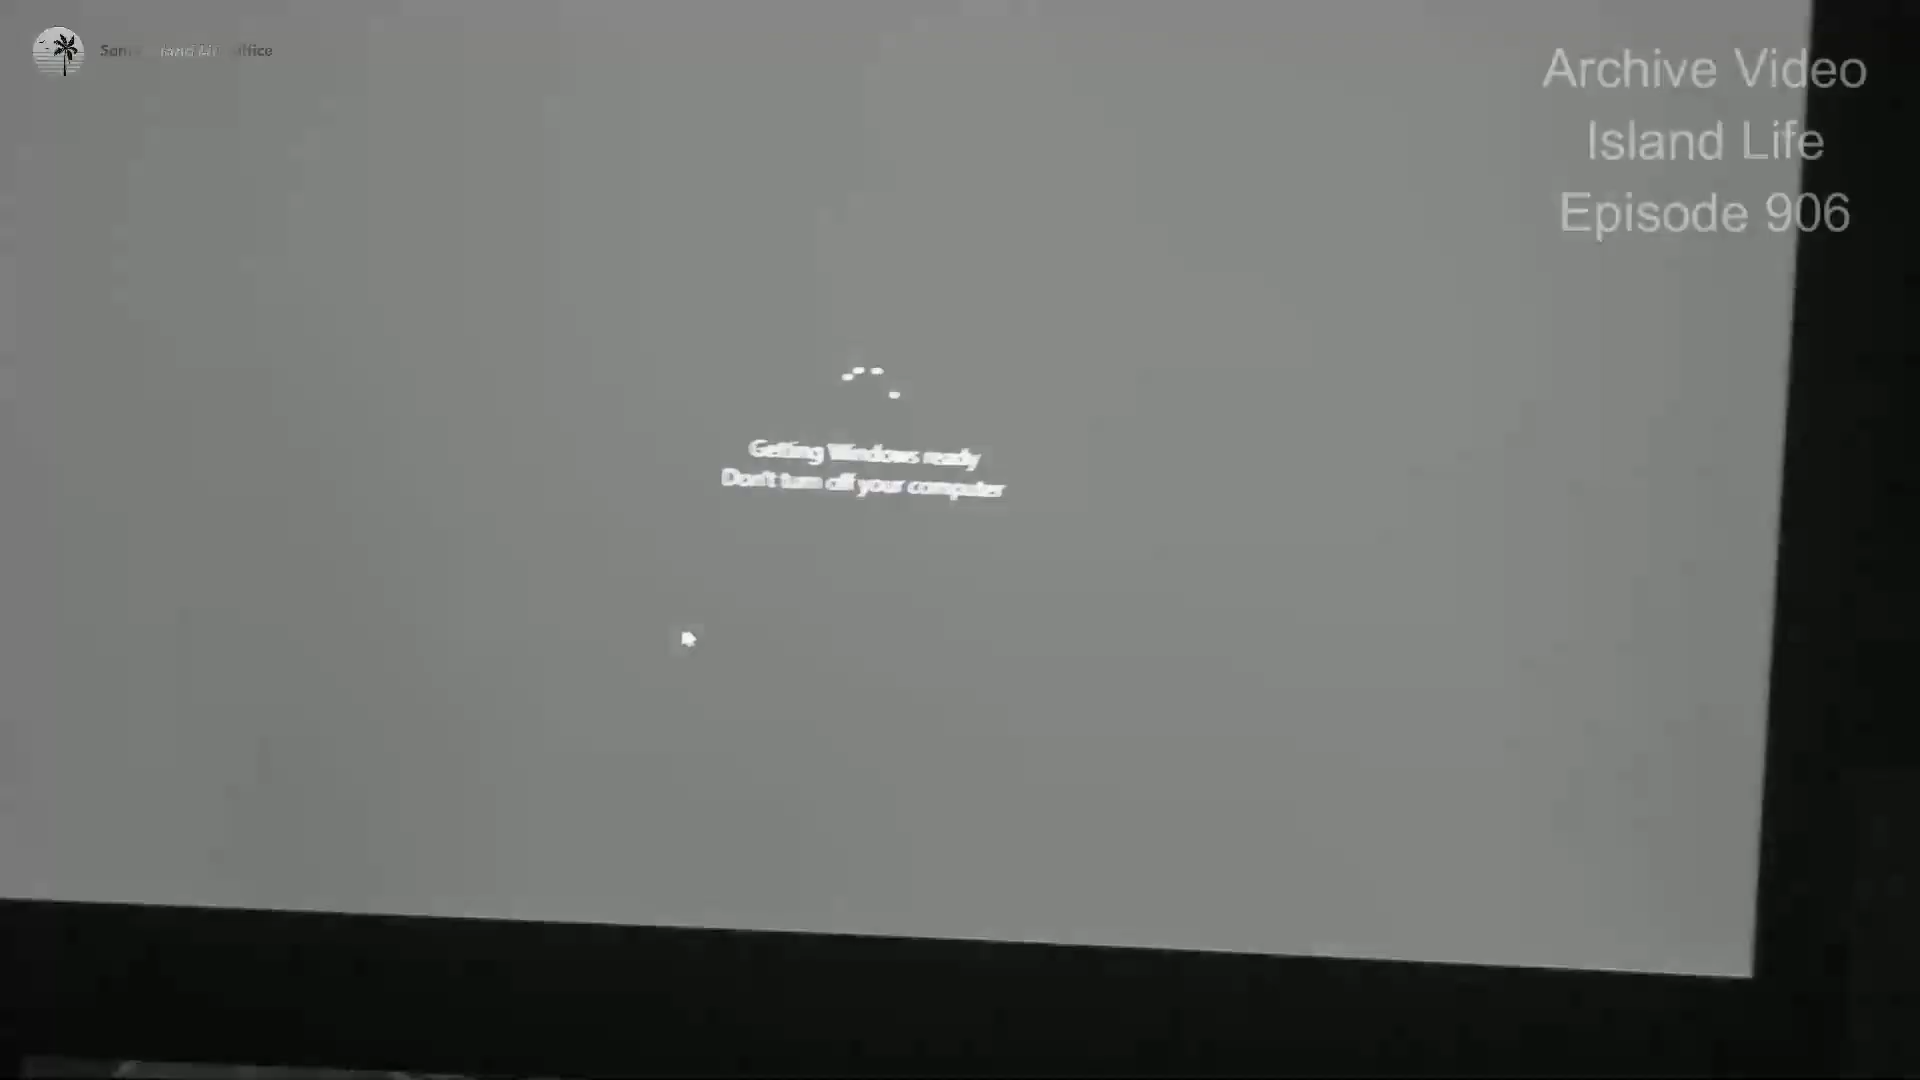 Archive Video
Island Life
Episode 906
Getting Windows ready
Don't turn off your computer